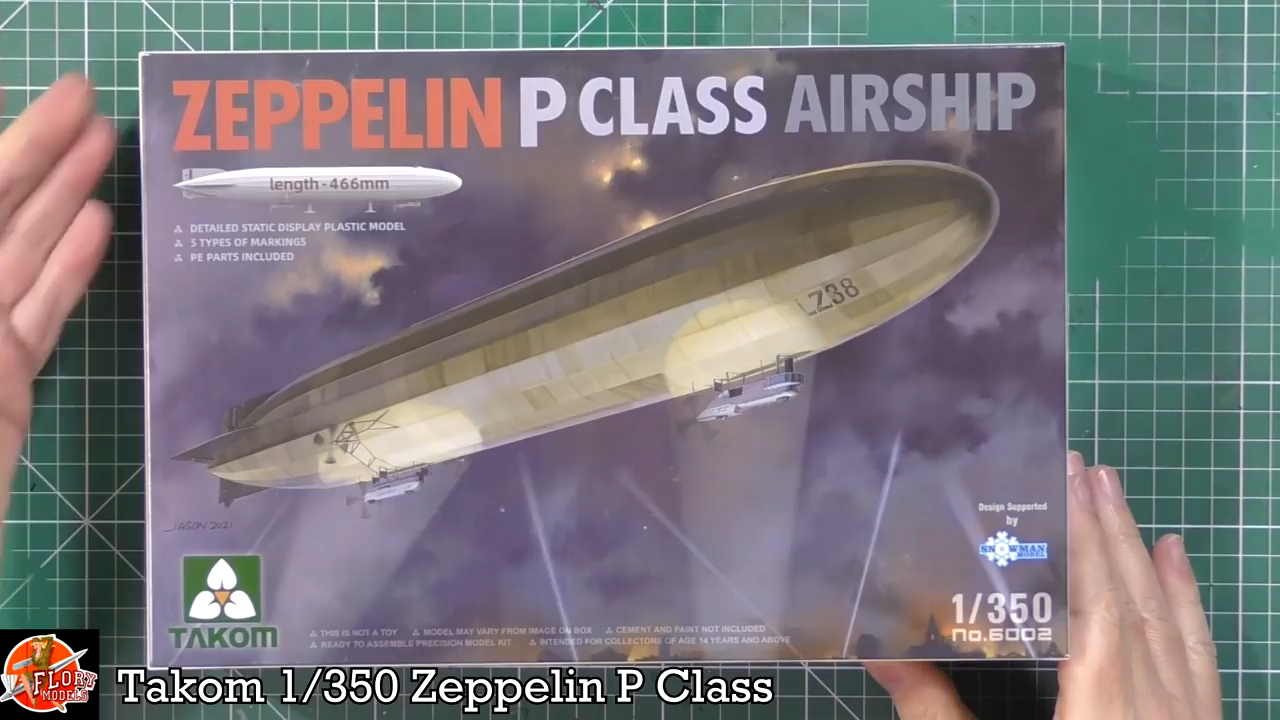 ZEPPELIN P CLASS AIRSHIP
length - 466mm
DETAILED STATIC DISPLAY PLASTIC MODEL
5 TYPES OF MARKINGS
PE PARTS INCLUDED
LZ38
JASON 2021
Design Supported
by
SNOWMAN
MODEL
TAKOM
THIS IS NOT A TOY MODEL MAY VARY FROM IMAGE ON BOX CEMENT AND PAINT NOT INCLUDED
READY TO ASSEMBLE PRECISION MODEL KIT INTENDED FOR COLLECTORS OF AGE 14 YEARS AND ABOVE
1/350
no.6002
FLORY
MODELS
Takom 1/350 Zeppelin P Class